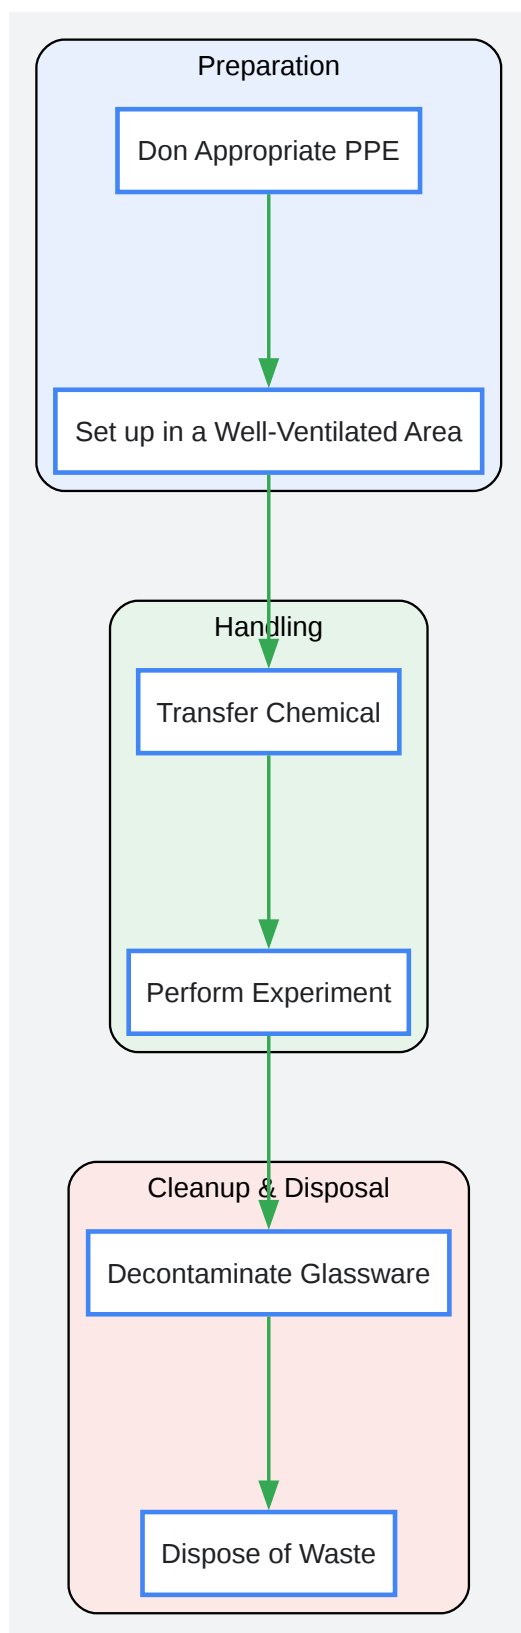 Preparation
Don Appropriate PPE
Set up in a Well-Ventilated Area
Handling
Transfer Chemical
Perform Experiment
Cleanup & Disposal
Decontaminate Glassware
Dispose of Waste